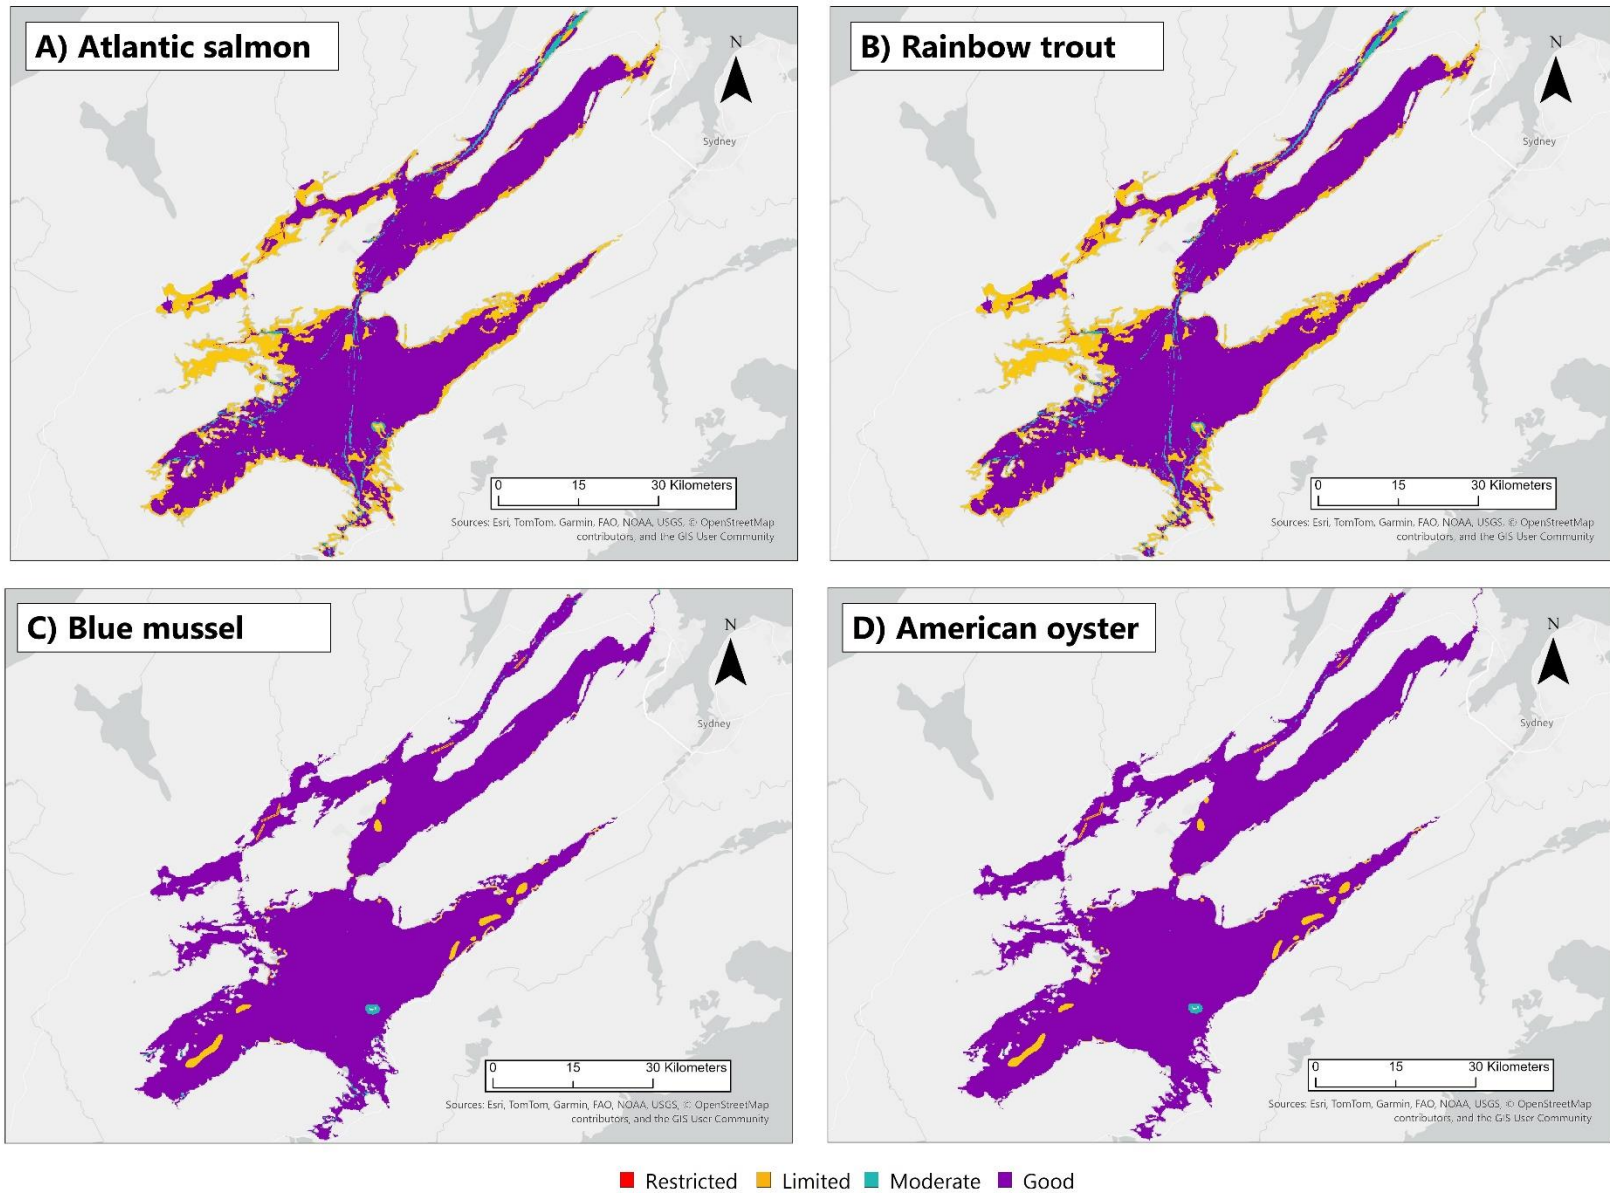 A) Atlantic salmon
N
Sydney
0 15 30 Kilometers
Sources: Esri, TomTom, Garmin, FAO, NOAA, USGS, © OpenStreetMap
contributors, and the GIS User Community
B) Rainbow trout
N
Sydney
0 15 30 Kilometers
Sources: Esri, TomTom, Garmin, FAO, NOAA, USGS, © OpenStreetMap
contributors, and the GIS User Community
C) Blue mussel
N
Sydney
0 15 30 Kilometers
Sources: Esri, TomTom, Garmin, FAO, NOAA, USGS, © OpenStreetMap
contributors, and the GIS User Community
D) American oyster
N
Sydney
0 15 30 Kilometers
Sources: Esri, TomTom, Garmin, FAO, NOAA, USGS, © OpenStreetMap
contributors, and the GIS User Community
Restricted Limited Moderate Good